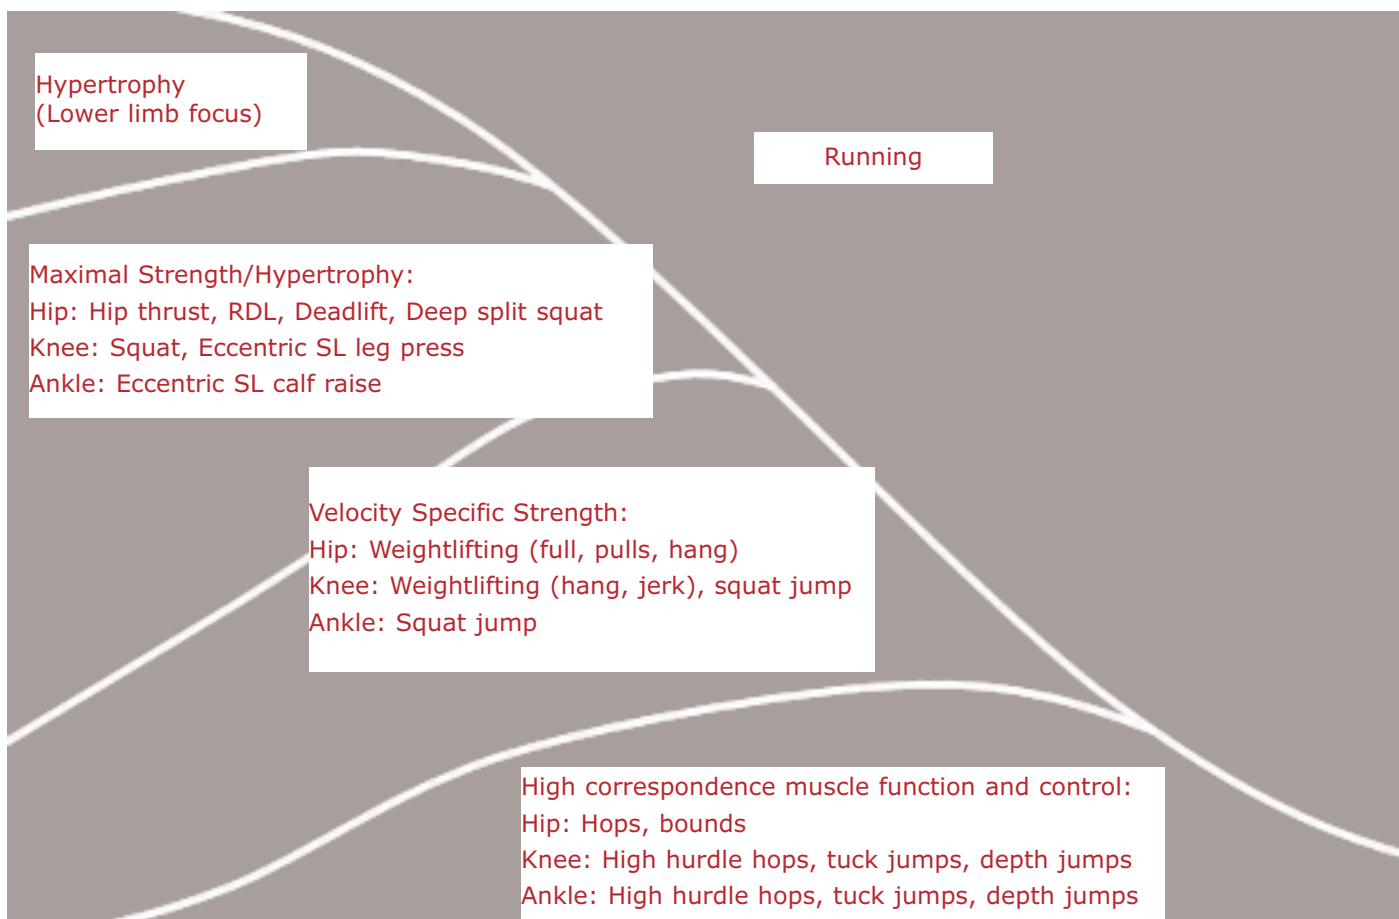 Hypertrophy
(Lower limb focus)
Running
Maximal Strength/Hypertrophy:
Hip: Hip thrust, RDL, Deadlift, Deep split squat
Knee: Squat, Eccentric SL leg press
Ankle: Eccentric SL calf raise
Velocity Specific Strength:
Hip: Weightlifting (full, pulls, hang)
Knee: Weightlifting (hang, jerk), squat jump
Ankle: Squat jump
High correspondence muscle function and control:
Hip: Hops, bounds
Knee: High hurdle hops, tuck jumps, depth jumps
Ankle: High hurdle hops, tuck jumps, depth jumps